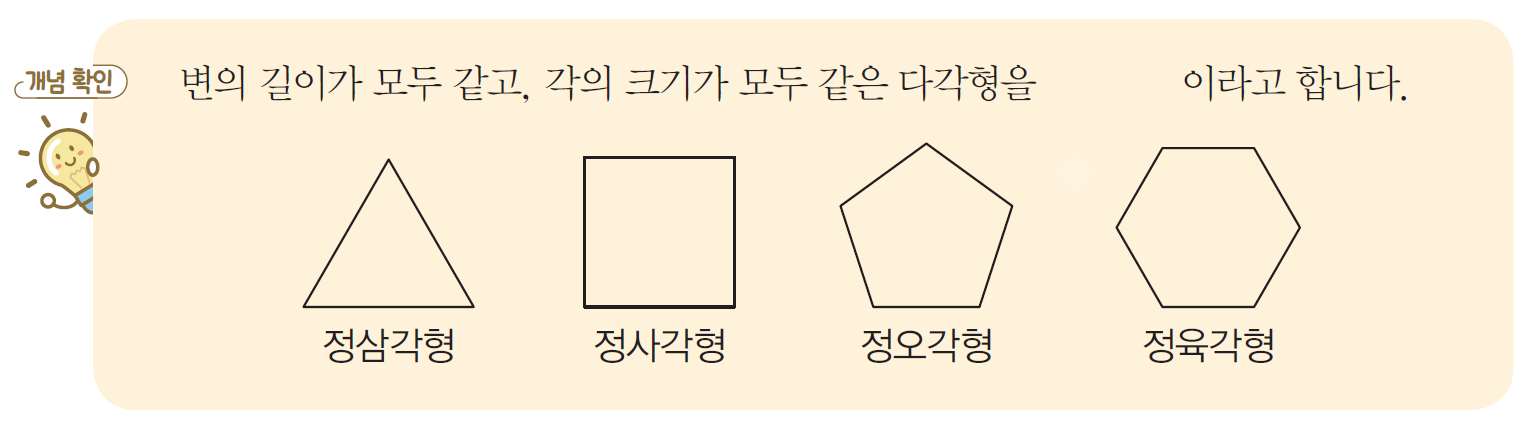 개념 확인
변의 길이가 모두 같고, 각의 크기가 모두 같은 다각형을 이라고 합니다.
정삼각형 정사각형 정오각형 정육각형